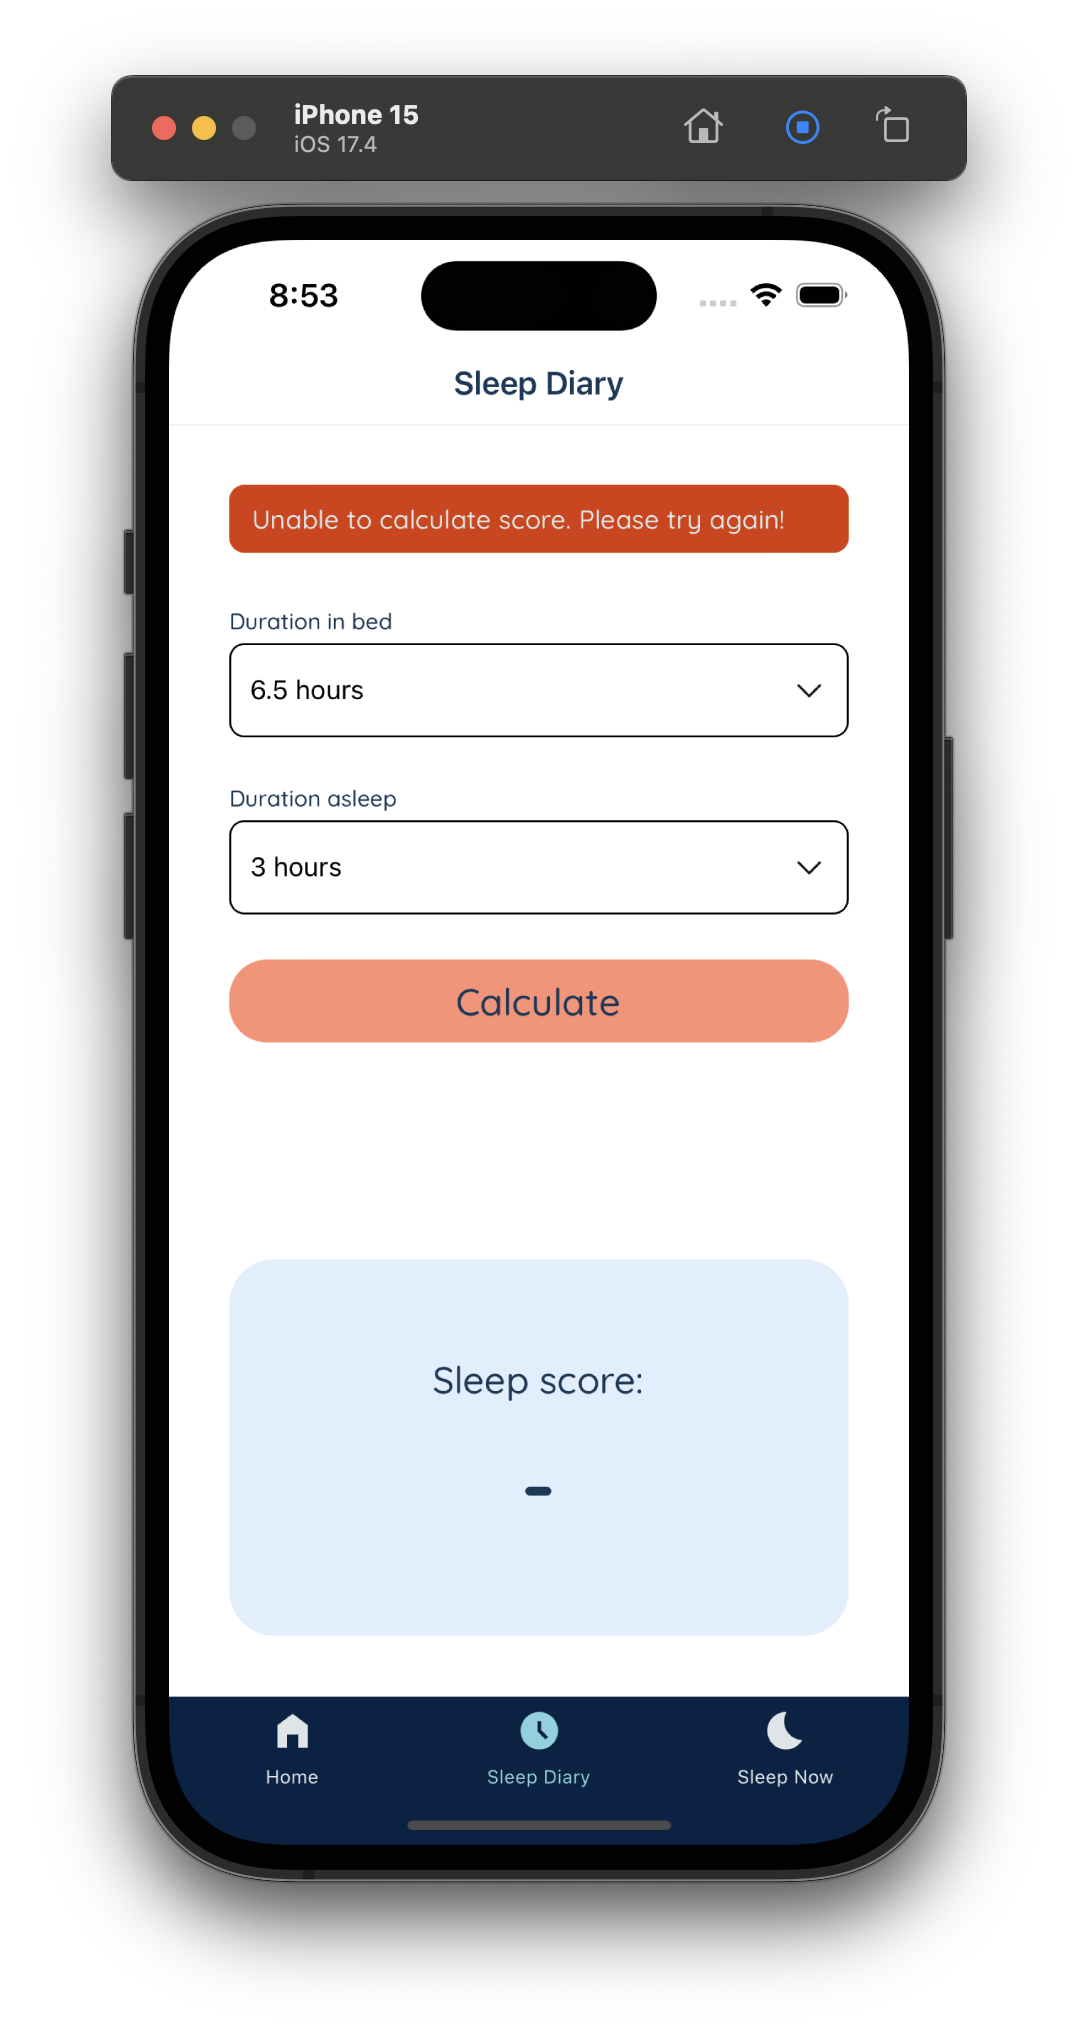 iPhone 15
iOS 17.4
8:53
Sleep Diary
Unable to calculate score. Please try again!
Duration in bed
6.5 hours
Duration asleep
3 hours
Calculate
Sleep score:
-
Home
Sleep Diary
Sleep Now